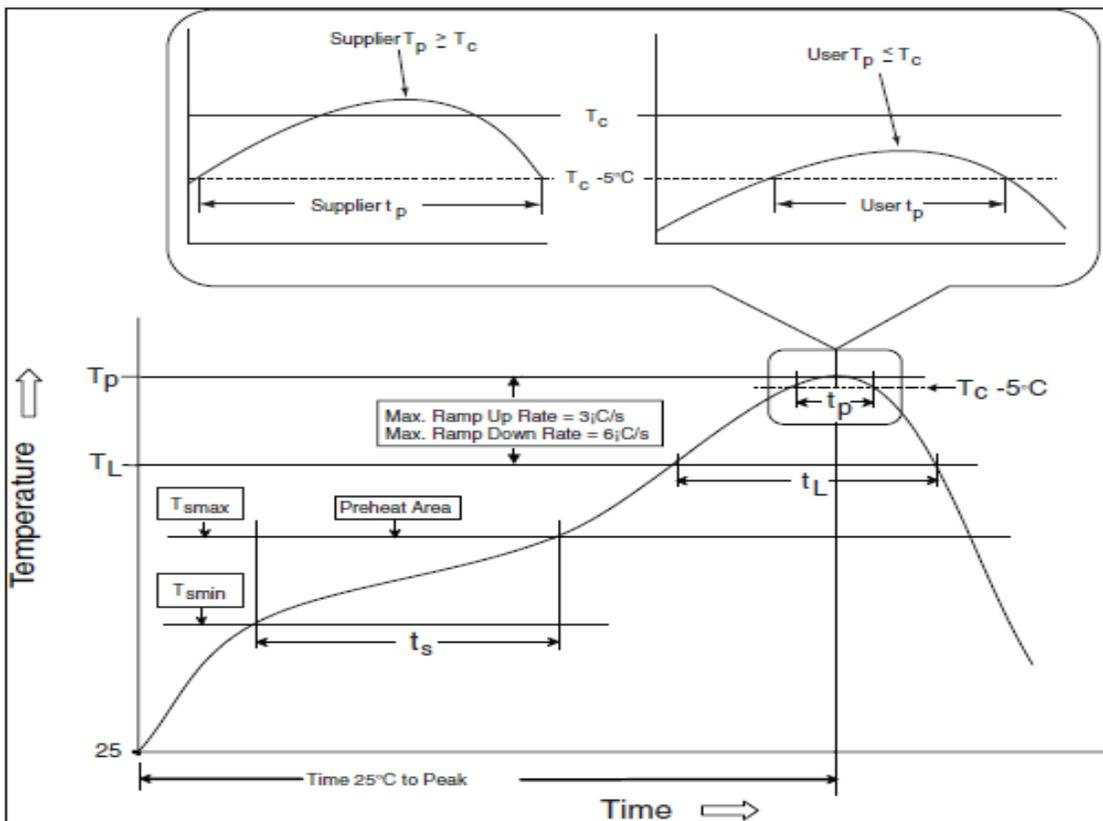 Supplier Tp ≥ Tc
User Tp ≤ Tc
Tc
Tc -5°C
Supplier tp
User tp
Tp
Tc -5°C
tp
Max. Ramp Up Rate = 3¡C/s
Max. Ramp Down Rate = 6¡C/s
TL
tL
Tsmax
Preheat Area
Tsmin
ts
Temperature
25
Time 25°C to Peak
Time